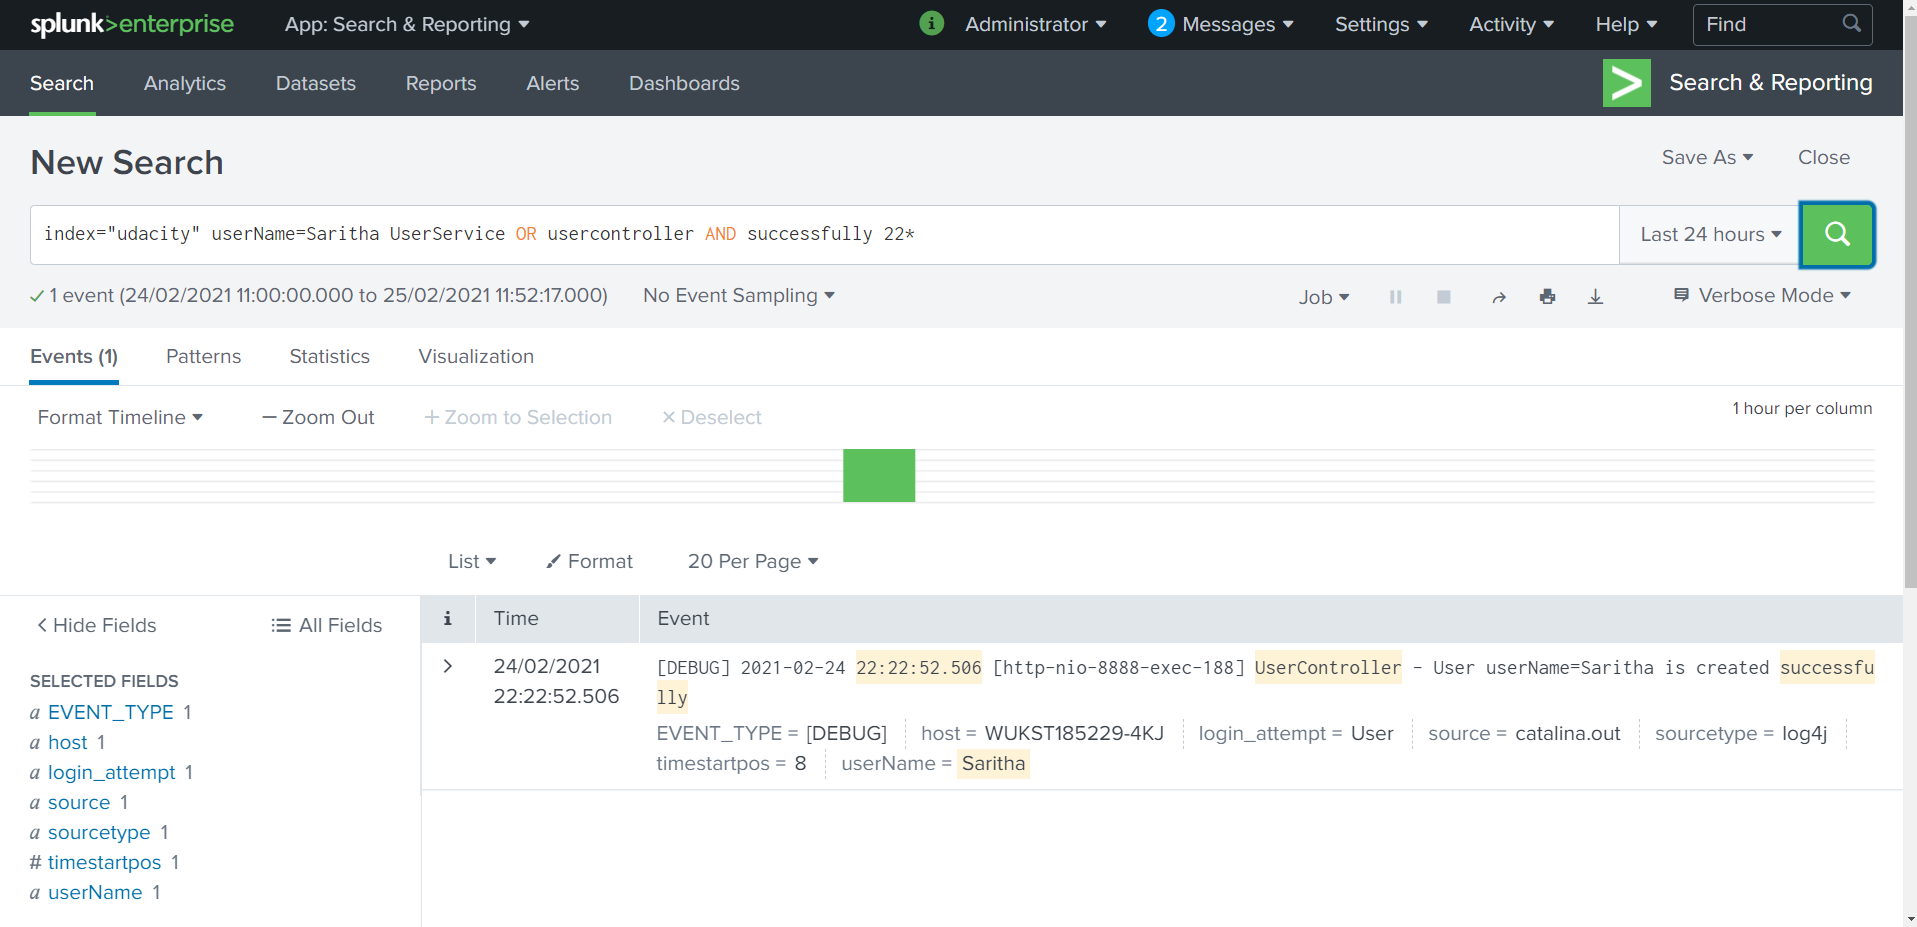 splunk>enterprise App: Search & Reporting i Administrator 2 Messages Settings Activity Help Find
Search Analytics Datasets Reports Alerts Dashboards Search & Reporting
New Search
Save As Close
index="udacity" userName=Saritha UserService OR usercontroller AND successfully 22* Last 24 hours
1 event (24/02/2021 11:00:00.000 to 25/02/2021 11:52:17.000) No Event Sampling Job Verbose Mode
Events (1) Patterns Statistics Visualization
Format Timeline — Zoom Out + Zoom to Selection × Deselect
1 hour per column
List Format 20 Per Page
< Hide Fields All Fields
i Time Event
SELECTED FIELDS
a EVENT_TYPE 1
a host 1
a login_attempt 1
a source 1
a sourcetype 1
# timestartpos 1
a userName 1
> 24/02/2021
22:22:52.506
[DEBUG] 2021-02-24 22:22:52.506 [http-nio-8888-exec-188] UserController - User userName=Saritha is created successfu
lly
EVENT_TYPE = [DEBUG] host = WUKST185229-4KJ login_attempt = User source = catalina.out sourcetype = log4j
timestartpos = 8 userName = Saritha